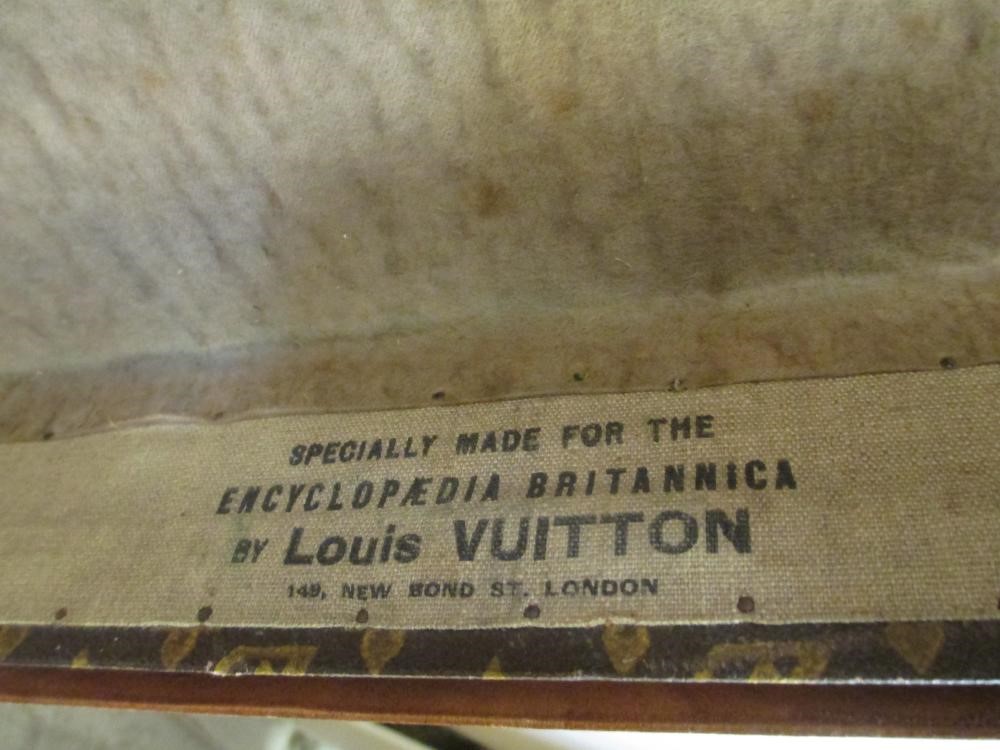 SPECIALLY MADE FOR THE
ENCYCLOPÆDIA BRITANNICA
BY Louis VUITTON
149, NEW BOND ST. LONDON